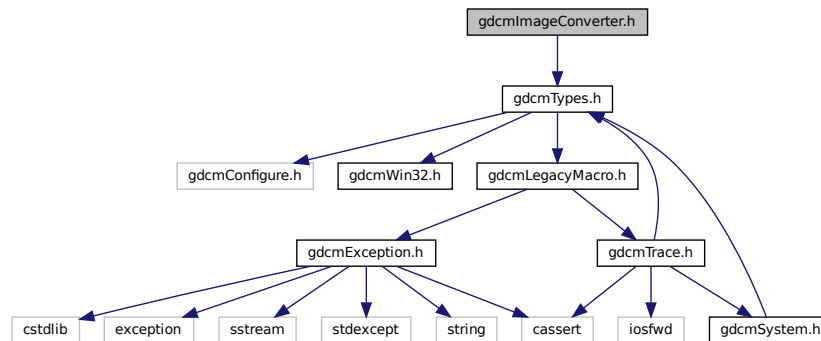 gdcmImageConverter.h
gdcmTypes.h
gdcmConfigure.h
gdcmWin32.h
gdcmLegacyMacro.h
gdcmException.h
gdcmTrace.h
cstdlib
exception
sstream
stdexcept
string
cassert
iosfwd
gdcmSystem.h